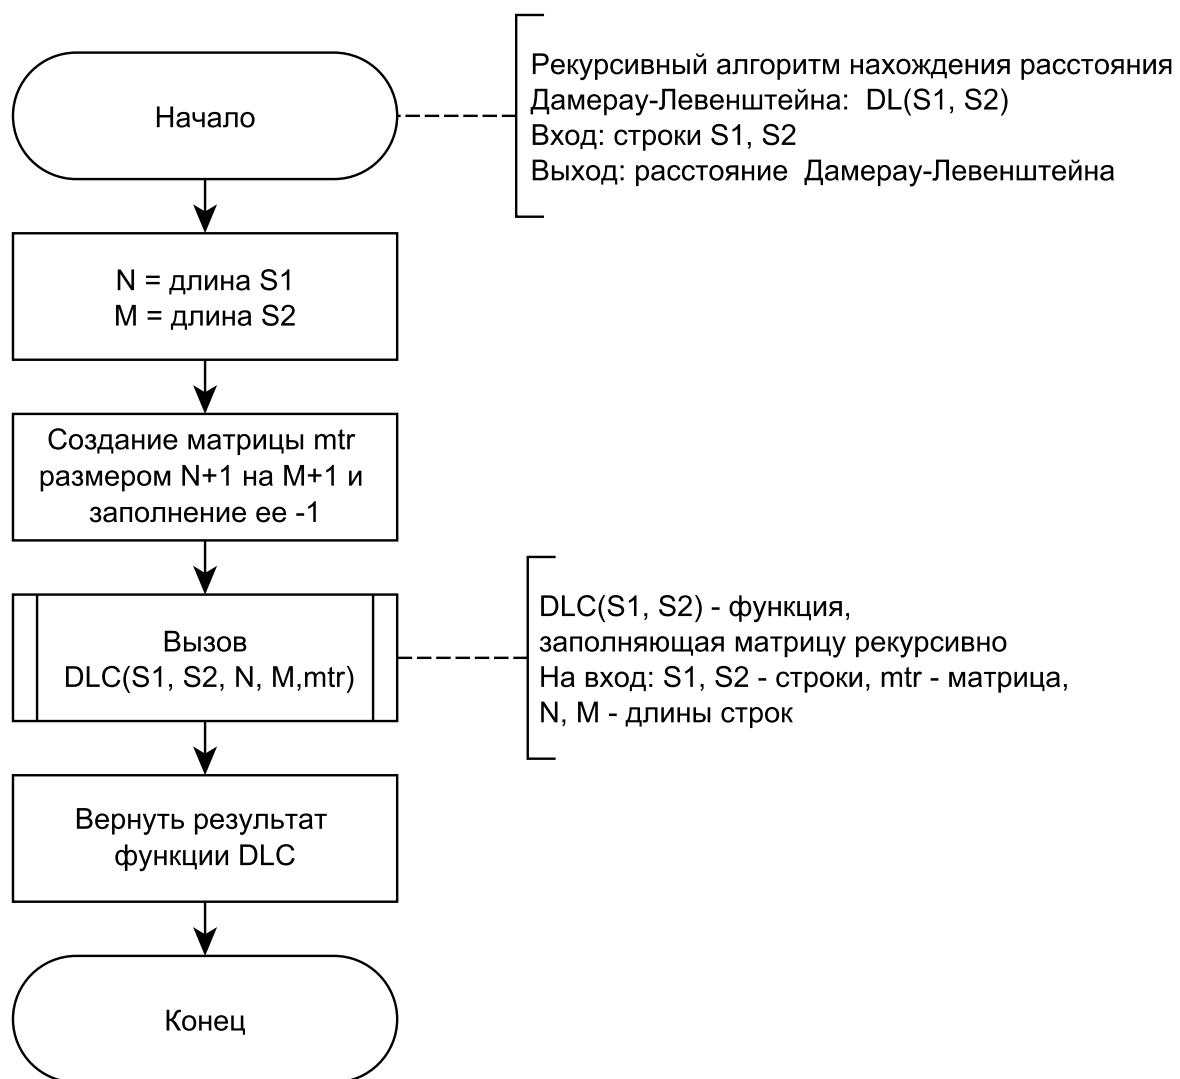 Начало
Рекурсивный алгоритм нахождения расстояния
Дамерау-Левенштейна: DL(S1, S2)
Вход: строки S1, S2
Выход: расстояние Дамерау-Левенштейна
N = длина S1
M = длина S2
Создание матрицы mtr
размером N+1 на M+1 и
заполнение ее -1
Вызов
DLC(S1, S2, N, M,mtr)
DLC(S1, S2) - функция,
заполняющая матрицу рекурсивно
На вход: S1, S2 - строки, mtr - матрица,
N, M - длины строк
Вернуть результат
функции DLC
Конец